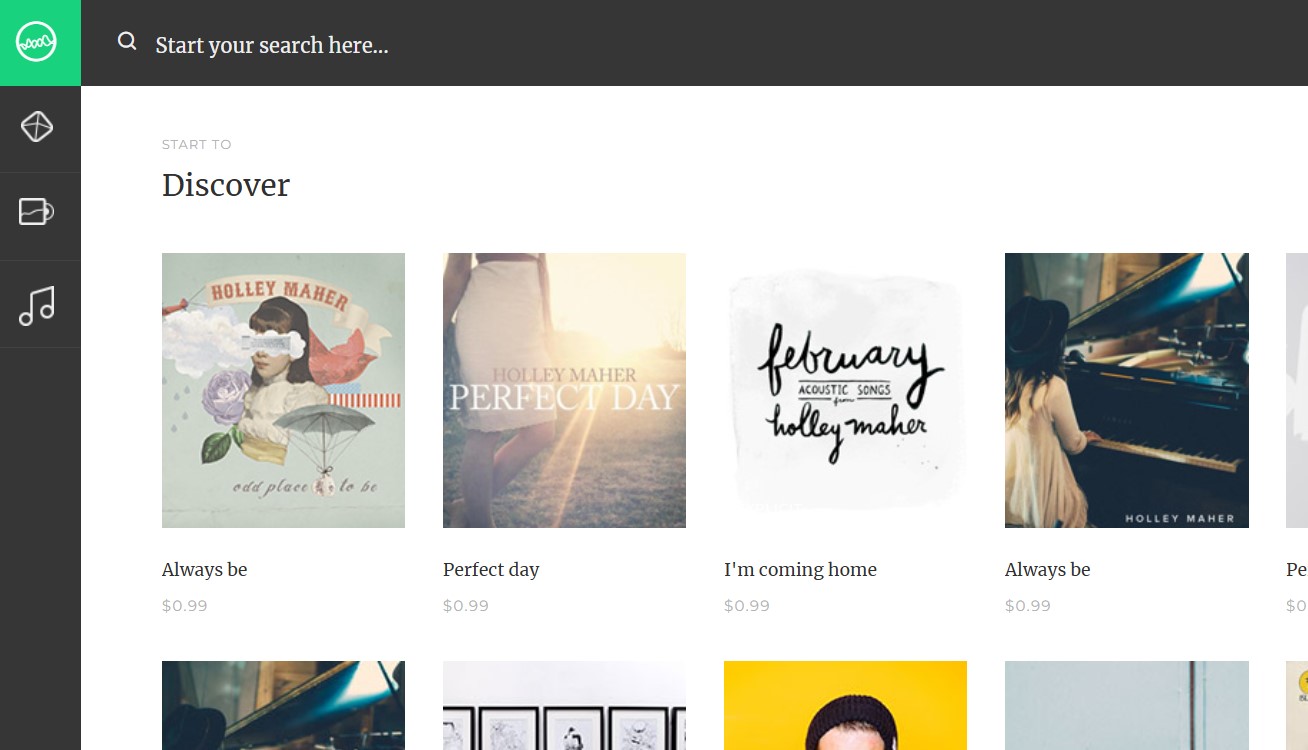 Start your search here...
START TO
Discover
HOLLEY MAHER
odd place to be
HOLLEY MAHER
PERFECT DAY
february
ACOUSTIC SONGS
from
holley maher
HOLLEY MAHER
Always be
Perfect day
I'm coming home
Always be
Pe
$0.99
$0.99
$0.99
$0.99
$0